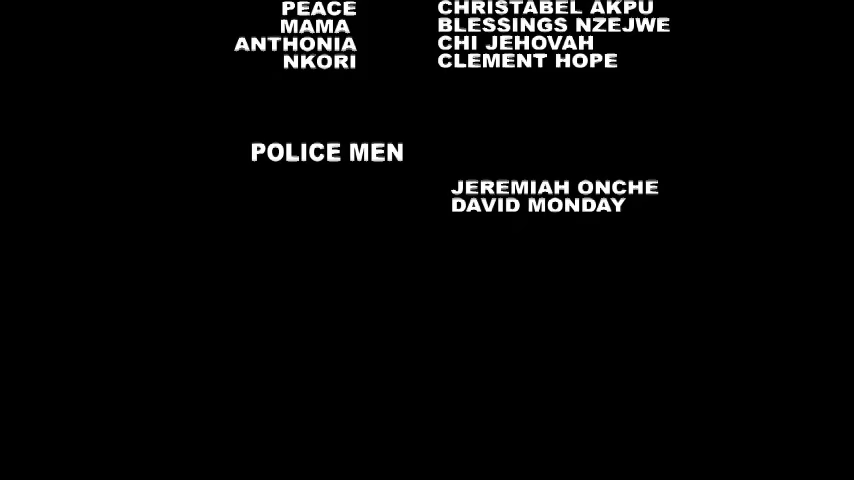 PEACE CHRISTABEL AKPU
MAMA BLESSINGS NZEJWE
ANTHONIA CHI JEHOVAH
NKORI CLEMENT HOPE
POLICE MEN
JEREMIAH ONCHE
DAVID MONDAY